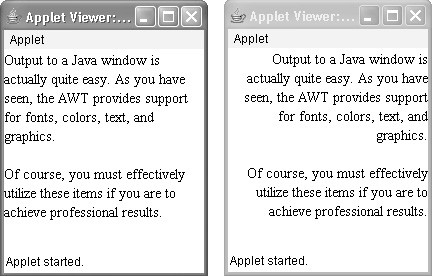 Applet Viewer:...
Applet
Output to a Java window is
actually quite easy. As you have
seen, the AWT provides support
for fonts, colors, text, and
graphics.
Of course, you must effectively
utilize these items if you are to
achieve professional results.
Applet started.
Applet Viewer:...
Applet
Output to a Java window is
actually quite easy. As you have
seen, the AWT provides support
for fonts, colors, text, and
graphics.
Of course, you must effectively
utilize these items if you are to
achieve professional results.
Applet started.